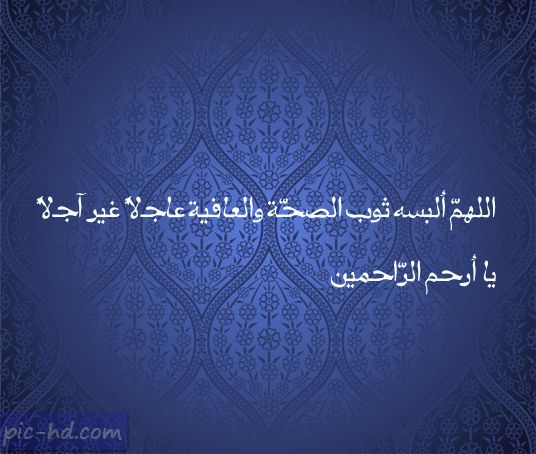 اللهمّ ألبسه ثوب الصحّة والعافية عاجلاً غير آجلاً
يا أرحم الرّاحمين
pic-hd.com